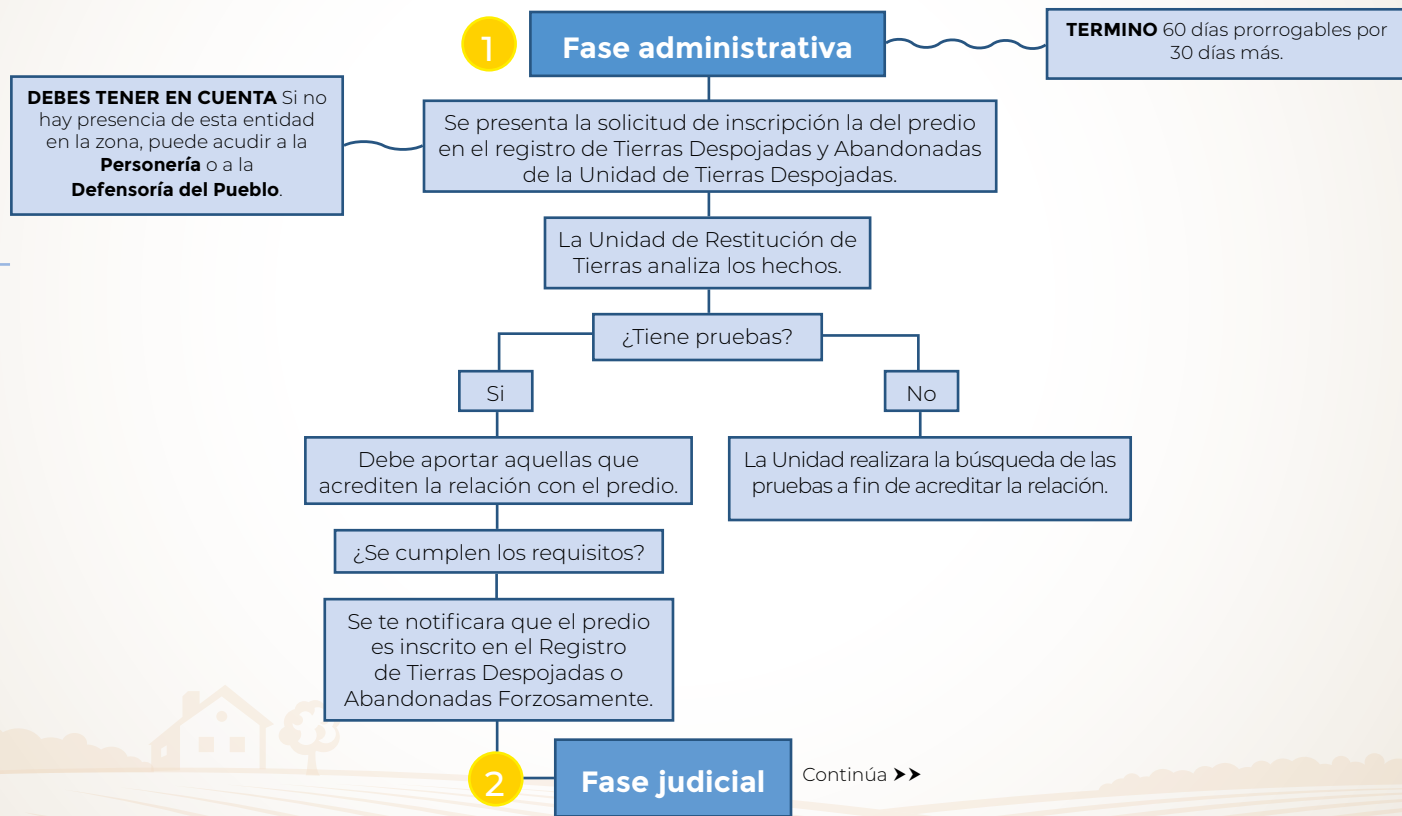 1
Fase administrativa
TERMINO 60 días prorrogables por
30 días más.
DEBES TENER EN CUENTA Si no
hay presencia de esta entidad
en la zona, puede acudir a la
Personería o a la
Defensoría del Pueblo.
Se presenta la solicitud de inscripción la del predio
en el registro de Tierras Despojadas y Abandonadas
de la Unidad de Tierras Despojadas.
La Unidad de Restitución de
Tierras analiza los hechos.
¿Tiene pruebas?
Si
No
Debe aportar aquellas que
acrediten la relación con el predio.
La Unidad realizara la búsqueda de las
pruebas a fin de acreditar la relación.
¿Se cumplen los requisitos?
Se te notificara que el predio
es inscrito en el Registro
de Tierras Despojadas o
Abandonadas Forzosamente.
2
Fase judicial
Continúa